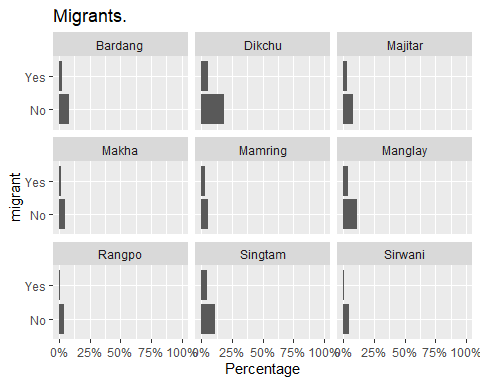 Migrants.
Bardang Dikchu Majitar
Yes
No
Makha Mamring Manglay
Yes
No
migrant
Rangpo Singtam Sirwani
Yes
No
0% 25% 50% 75% 100% 0% 25% 50% 75% 100% 0% 25% 50% 75% 100%
Percentage